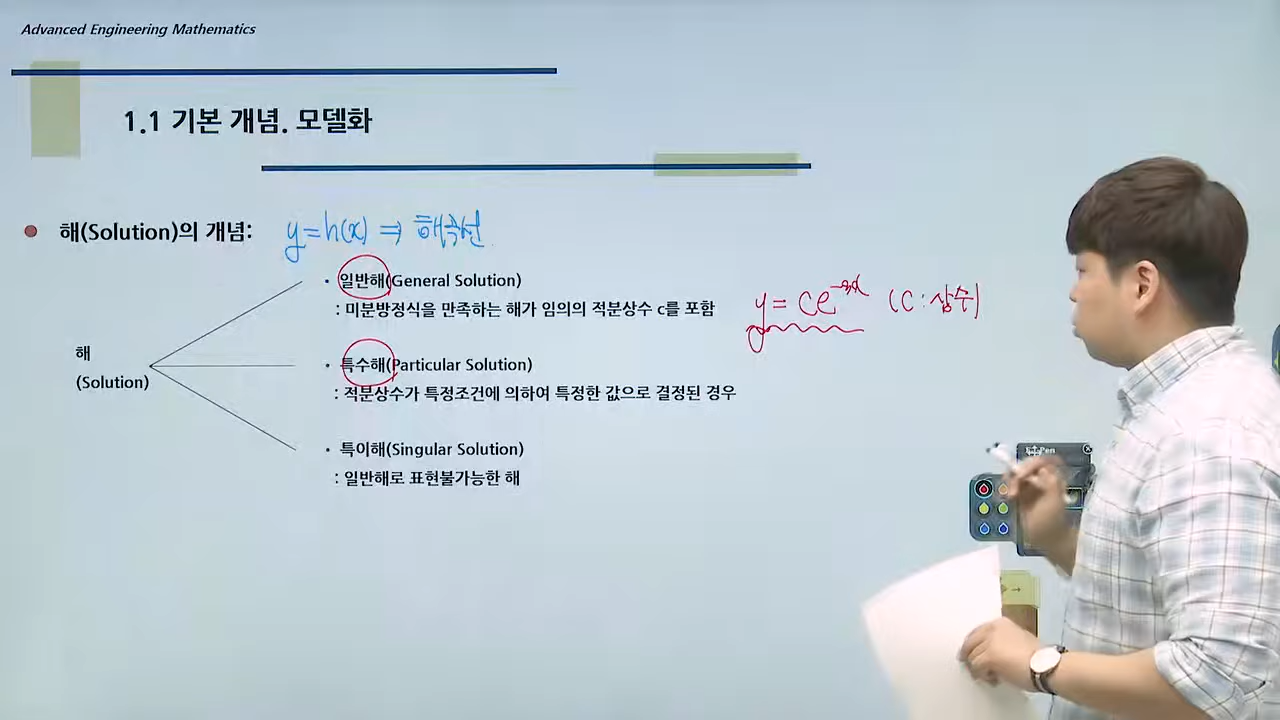 Advanced Engineering Mathematics
1.1 기본 개념. 모델화
해(Solution)의 개념: y=h(x) ⇒ 해곡선
• 일반해(General Solution)
: 미분방정식을 만족하는 해가 임의의 적분상수 c를 포함
y = ce^-3x (C : 상수)
해
(Solution)
• 특수해(Particular Solution)
: 적분상수가 특정조건에 의하여 특정한 값으로 결정된 경우
• 특이해(Singular Solution)
: 일반해로 표현불가능한 해
Pen